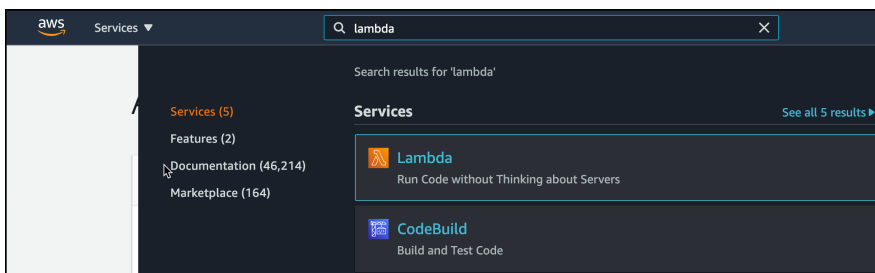 aws
Services ▼
lambda
Search results for 'lambda'
Services (5)
Features (2)
Documentation (46,214)
Marketplace (164)
Services
See all 5 results ▶
Lambda
Run Code without Thinking about Servers
CodeBuild
Build and Test Code